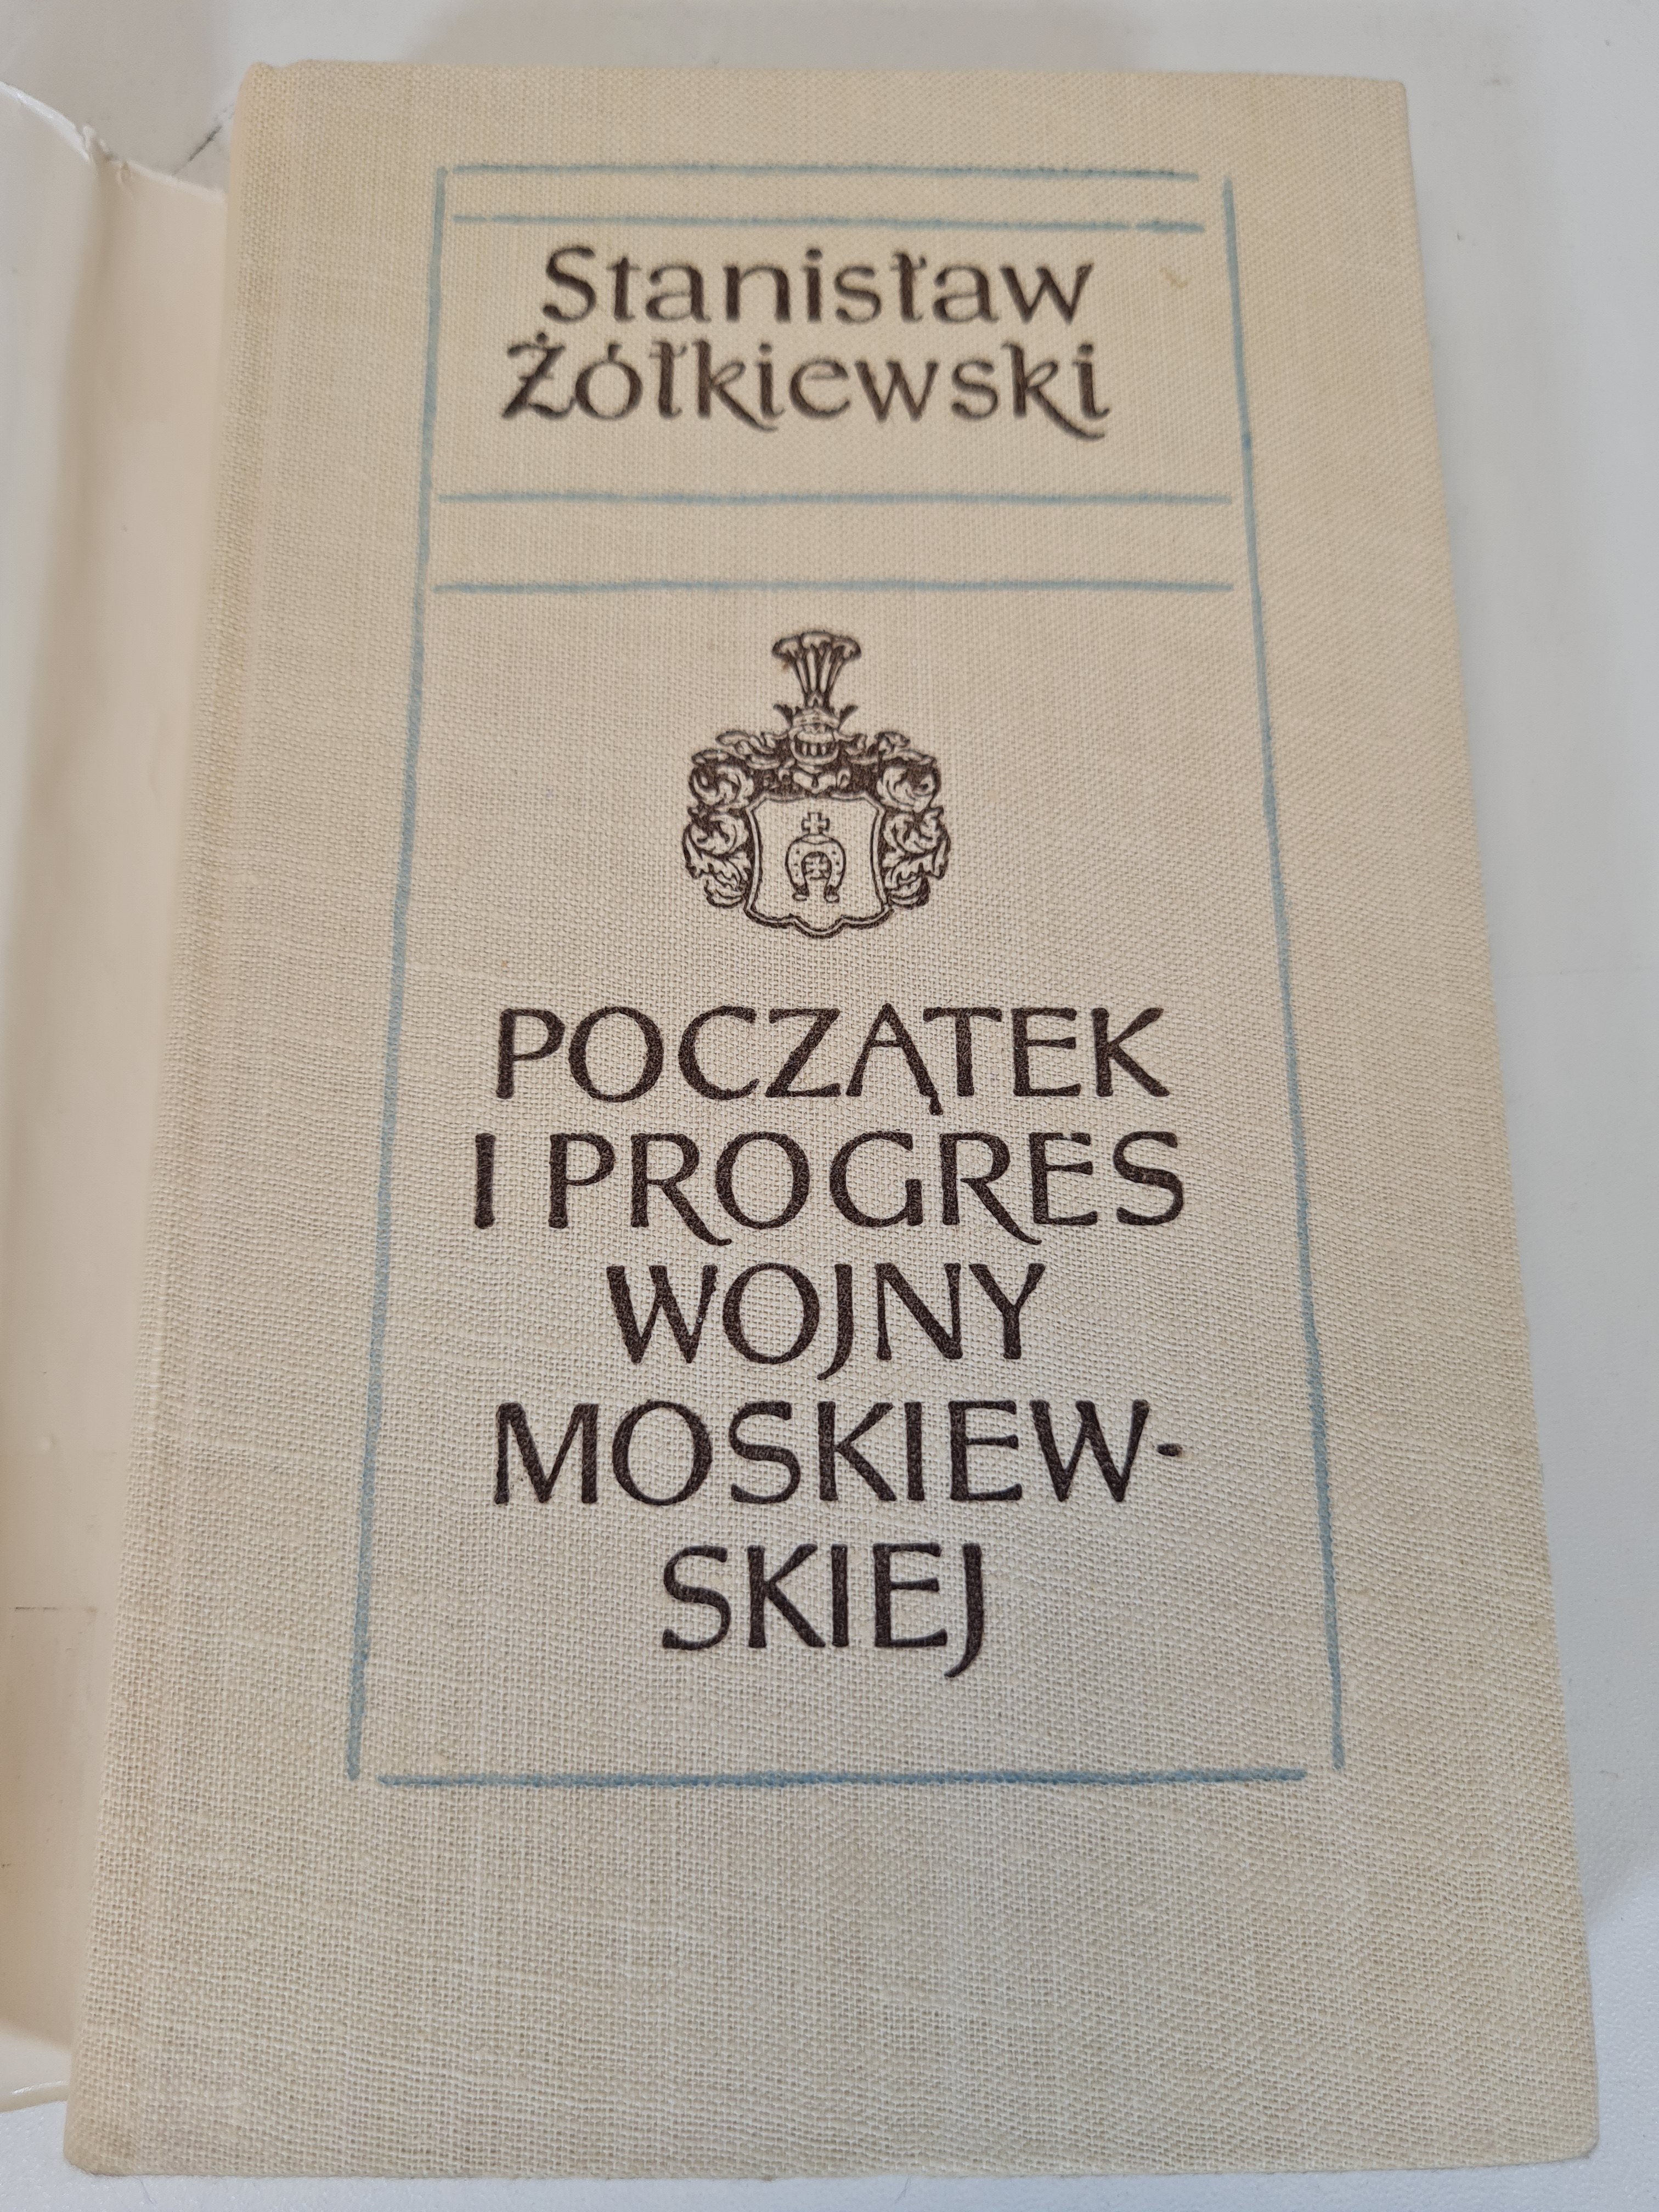 Stanisław
Żółkiewski
POCZĄTEK
I PROGRES
WOJNY
MOSKIEW-
SKIEJ